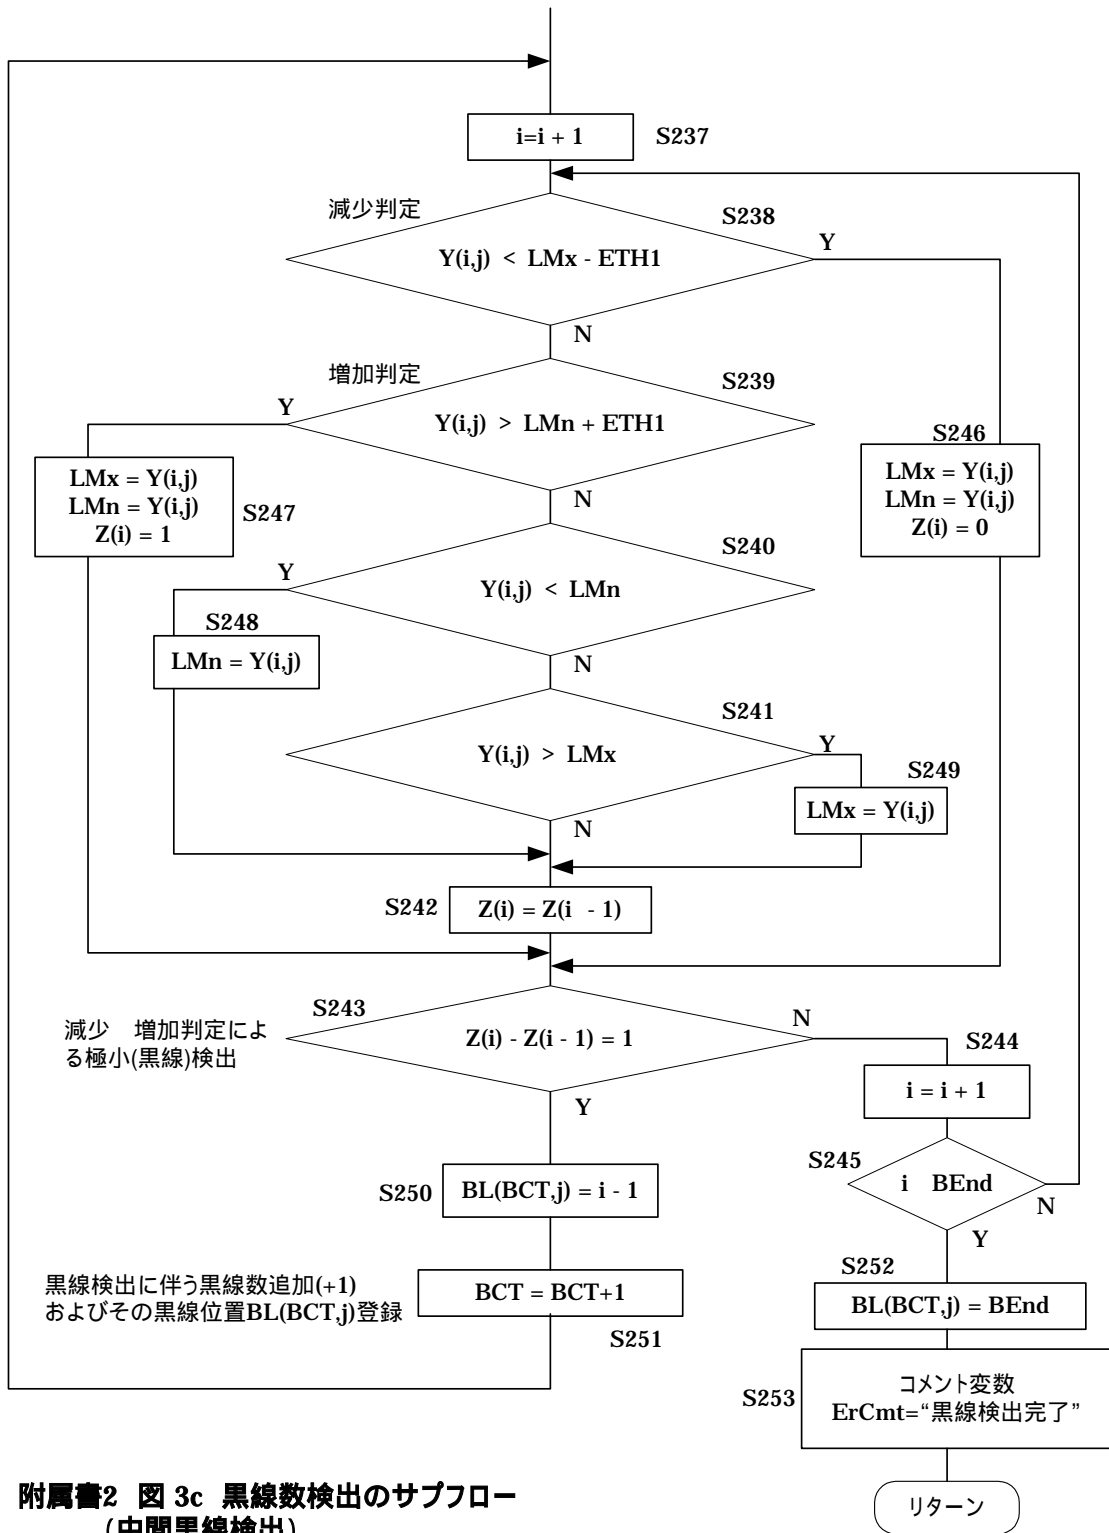 i=i + 1
S237
減少判定
S238
Y(i,j) < LMx - ETH1
Y
N
増加判定
S239
Y
Y(i,j) > LMn + ETH1
S246
LMx = Y(i,j)
LMn = Y(i,j)
Z(i) = 1
S247
LMx = Y(i,j)
LMn = Y(i,j)
Z(i) = 0
N
S240
Y
Y(i,j) < LMn
S248
LMn = Y(i,j)
N
S241
Y(i,j) > LMx
Y
S249
LMx = Y(i,j)
N
S242
Z(i) = Z(i - 1)
S243
減少 増加判定によ
る極小(黒線)検出
Z(i) - Z(i - 1) = 1
N
S244
i = i + 1
Y
S245
i BEnd
N
S250
BL(BCT,j) = i - 1
Y
黒線検出に伴う黒線数追加(+1)
およびその黒線位置BL(BCT,j)登録
BCT = BCT+1
S251
S252
BL(BCT,j) = BEnd
S253
コメント変数
ErCmt=“黒線検出完了”
リターン
附属書2 図 3c 黒線数検出のサブフロー
(中間黒線検出)